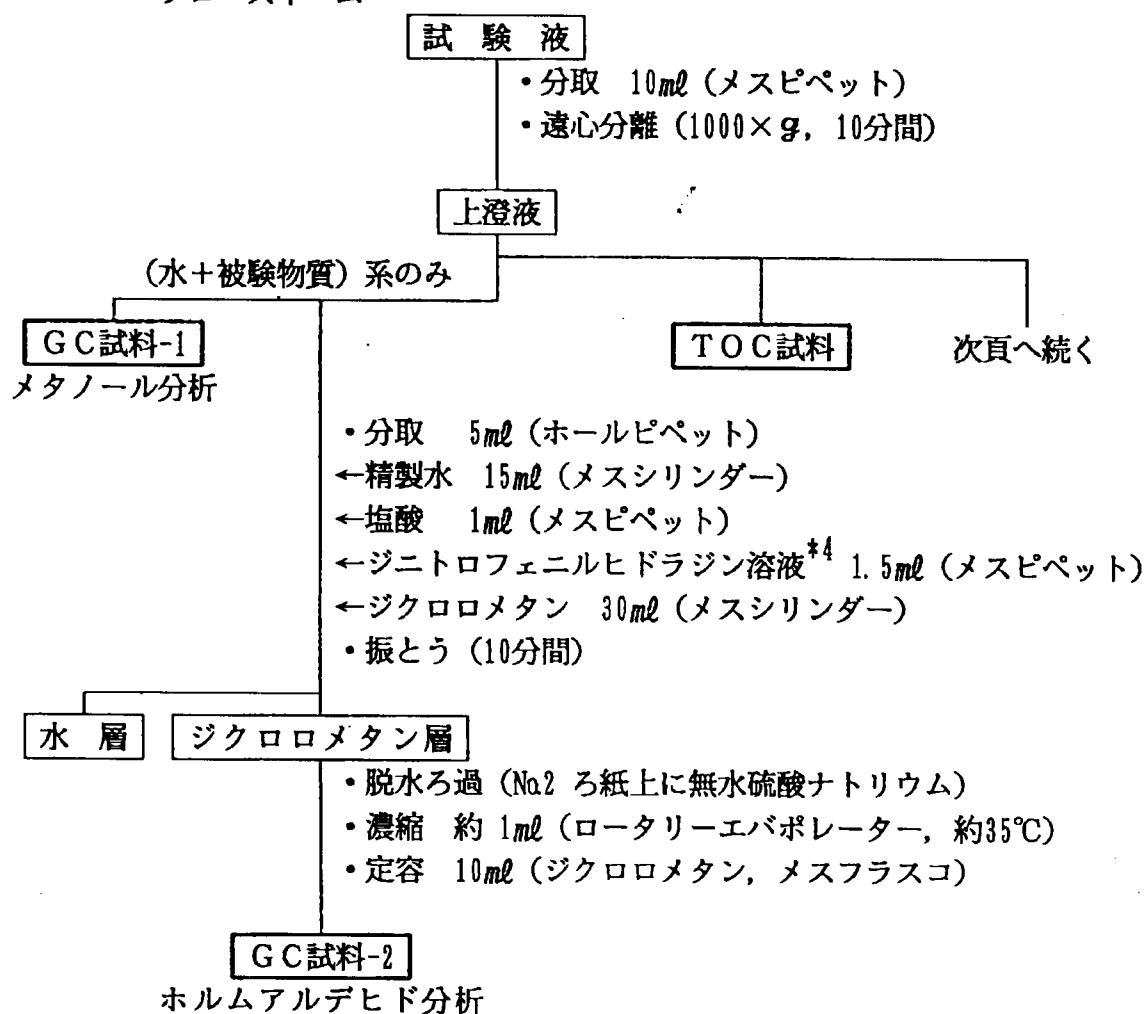 試 験 液
・分取 10mℓ (メスピペット)
・遠心分離 (1000×g, 10分間)
上澄液
(水+被験物質) 系のみ
GC試料-1
TOC試料
次頁へ続く
メタノール分析
・分取 5mℓ (ホールピペット)
←精製水 15mℓ (メスシリンダー)
←塩酸 1mℓ (メスピペット)
←ジニトロフェニルヒドラジン溶液*4 1.5mℓ (メスピペット)
←ジクロロメタン 30mℓ (メスシリンダー)
・振とう (10分間)
水 層
ジクロロメタン層
・脱水ろ過 (No.2 ろ紙上に無水硫酸ナトリウム)
・濃縮 約 1mℓ (ロータリーエバポレーター, 約35℃)
・定容 10mℓ (ジクロロメタン, メスフラスコ)
GC試料-2
ホルムアルデヒド分析